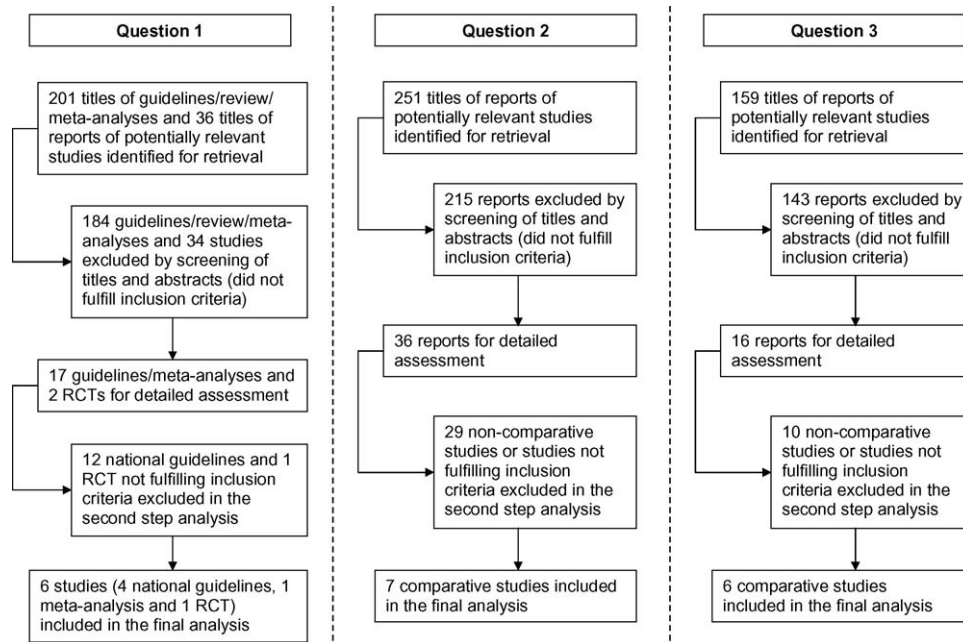 Question 1
201 titles of guidelines/review/
meta-analyses and 36 titles of
reports of potentially relevant
studies identified for retrieval
184 guidelines/review/meta-
analyses and 34 studies
excluded by screening of
titles and abstracts (did not
fulfill inclusion criteria)
17 guidelines/meta-analyses and
2 RCTs for detailed assessment
12 national guidelines and 1
RCT not fulfilling inclusion
criteria excluded in the
second step analysis
6 studies (4 national guidelines, 1
meta-analysis and 1 RCT)
included in the final analysis
Question 2
251 titles of reports of
potentially relevant studies
identified for retrieval
215 reports excluded by
screening of titles and
abstracts (did not fulfill
inclusion criteria)
36 reports for detailed
assessment
29 non-comparative
studies or studies not
fulfilling inclusion
criteria excluded in the
second step analysis
7 comparative studies included
in the final analysis
Question 3
159 titles of reports of
potentially relevant studies
identified for retrieval
143 reports excluded by
screening of titles and
abstracts (did not fulfill
inclusion criteria)
16 reports for detailed
assessment
10 non-comparative
studies or studies not
fulfilling inclusion
criteria excluded in the
second step analysis
6 comparative studies
included in the final analysis